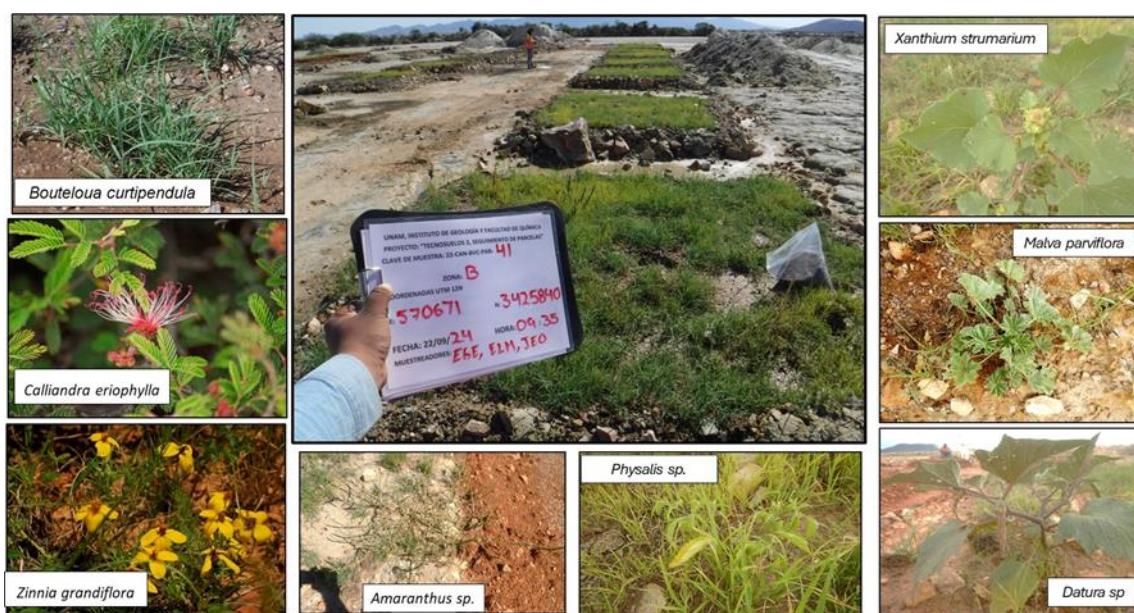 Bouteloua curtipendula
Calliandra eriophylla
Zinnia grandiflora
UNAM, INSTITUTO DE GEOLOGÍA Y FACULTAD DE QUÍMICA
PROYECTO: "TECNOSUELOS 2, SEGUIMIENTO DE PARCELAS"
CLAVE DE MUESTRA: 22-CAN-BVC-PAR- 41
ZONA: B
COORDENADAS UTM 12N
570671 N: 3425840
FECHA: 22/09/24 HORA: 09:35
MUESTREADORES: EGE, ELM, JEO
Amaranthus sp.
Physalis sp.
Xanthium strumarium
Malva parviflora
Datura sp